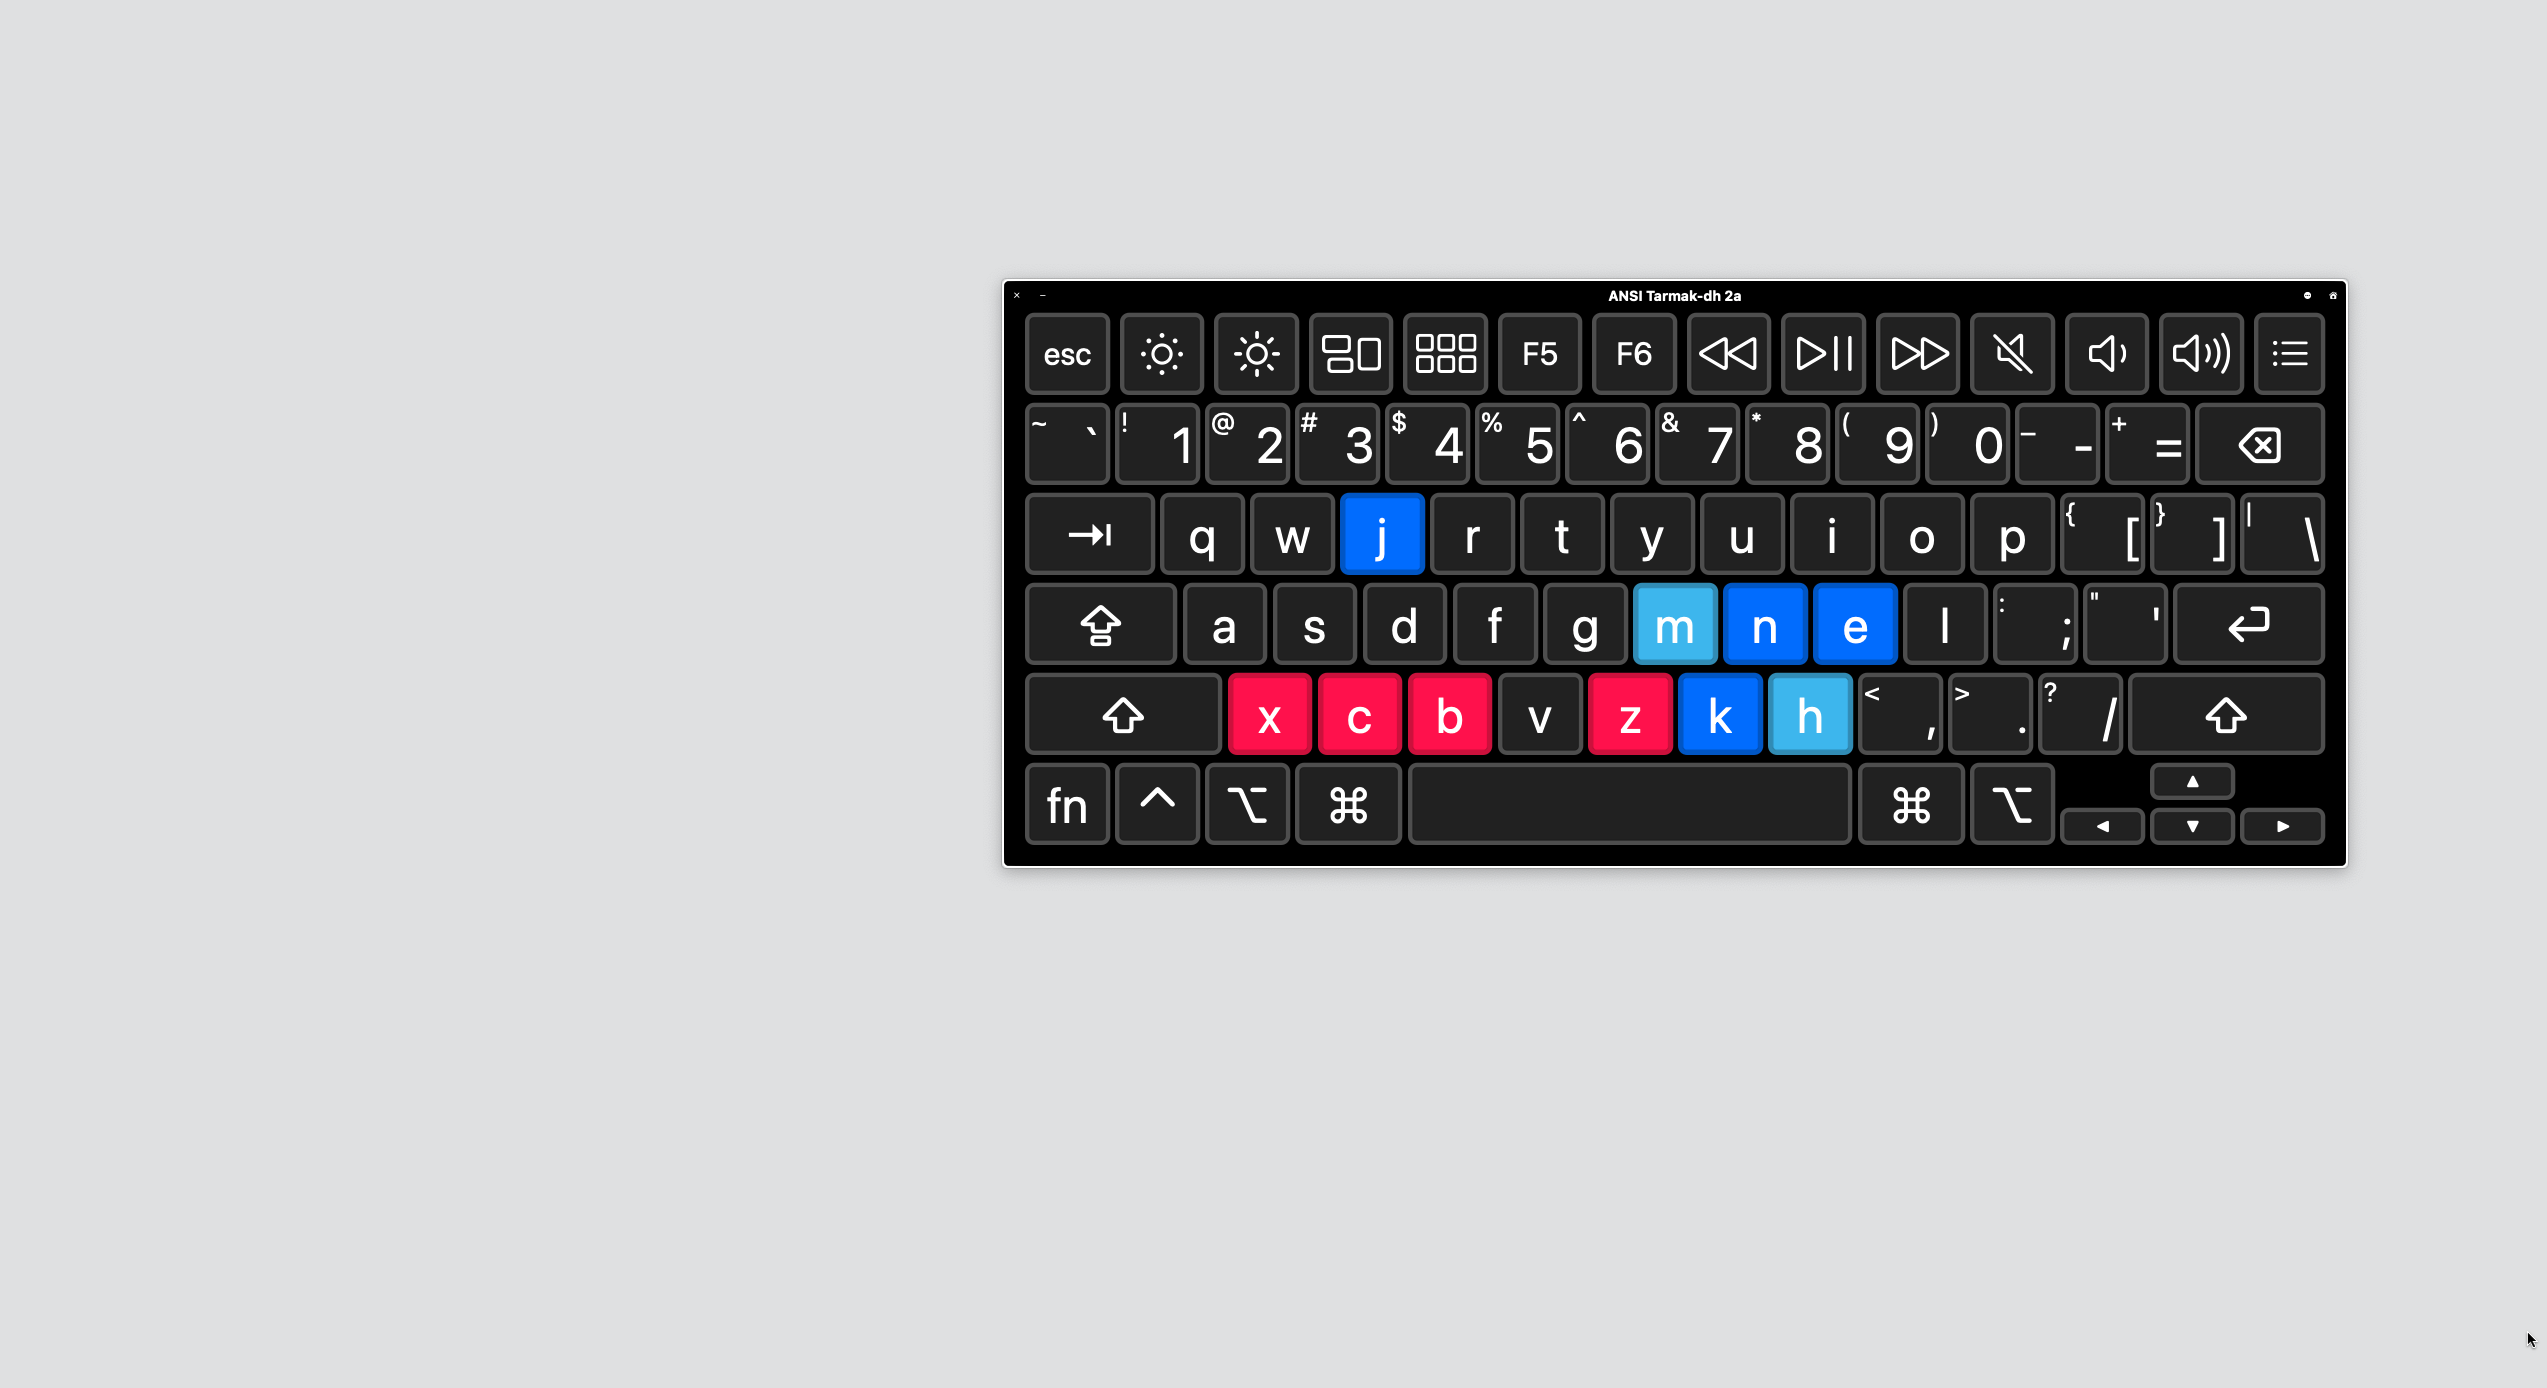 ANSI Tarmak-dh 2a
esc F5 F6
~ ` ! 1 @ 2 # 3 $ 4 % 5 ^ 6 & 7 * 8 ( 9 ) 0 _ - + =
q w j r t y u i o p { [ } ] | \
a s d f g m n e l : ; " '
x c b v z k h < , > . ? /
fn ⌥ ⌘ ⌘ ⌥